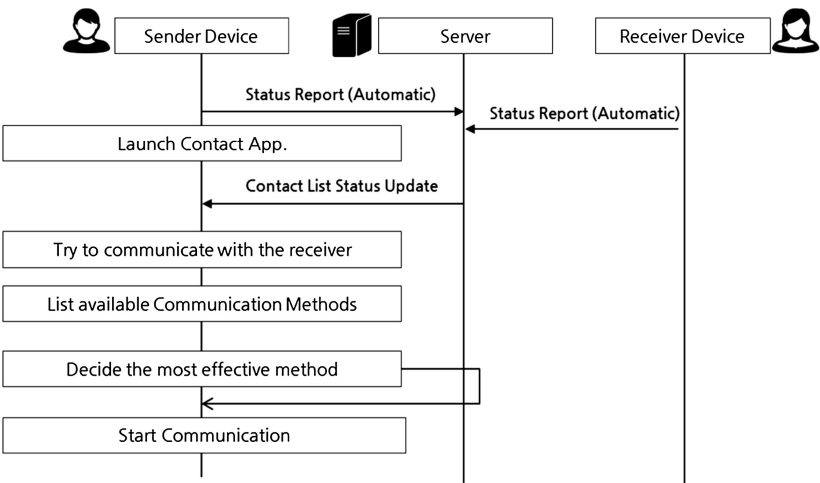 Sender Device
Server
Receiver Device
Status Report (Automatic)
Status Report (Automatic)
Launch Contact App.
Contact List Status Update
Try to communicate with the receiver
List available Communication Methods
Decide the most effective method
Start Communication